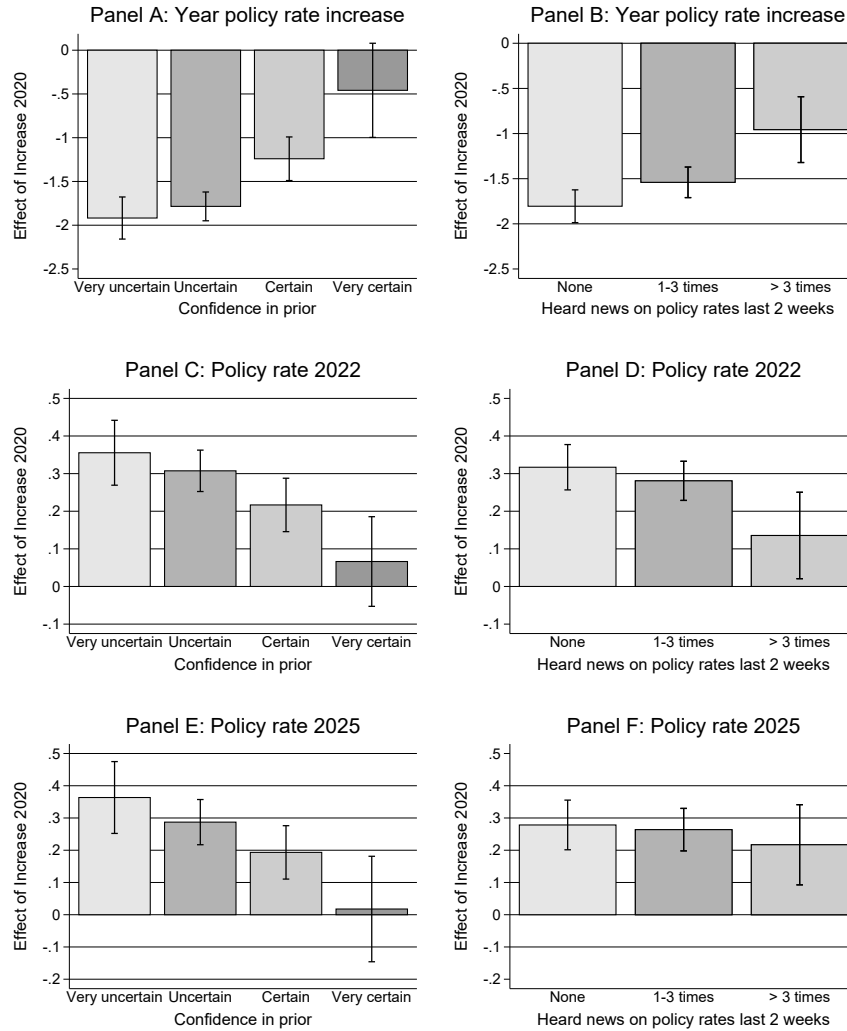 Panel A: Year policy rate increase
Effect of Increase 2020
0
-.5
-1
-1.5
-2
-2.5
Very uncertain Uncertain Certain Very certain
Confidence in prior
Panel B: Year policy rate increase
Effect of Increase 2020
0
-.5
-1
-1.5
-2
-2.5
None 1-3 times > 3 times
Heard news on policy rates last 2 weeks
Panel C: Policy rate 2022
Effect of Increase 2020
.5
.4
.3
.2
.1
0
-.1
Very uncertain Uncertain Certain Very certain
Confidence in prior
Panel D: Policy rate 2022
Effect of Increase 2020
.5
.4
.3
.2
.1
0
-.1
None 1-3 times > 3 times
Heard news on policy rates last 2 weeks
Panel E: Policy rate 2025
Effect of Increase 2020
.5
.4
.3
.2
.1
0
-.1
-.2
Very uncertain Uncertain Certain Very certain
Confidence in prior
Panel F: Policy rate 2025
Effect of Increase 2020
.5
.4
.3
.2
.1
0
-.1
-.2
None 1-3 times > 3 times
Heard news on policy rates last 2 weeks